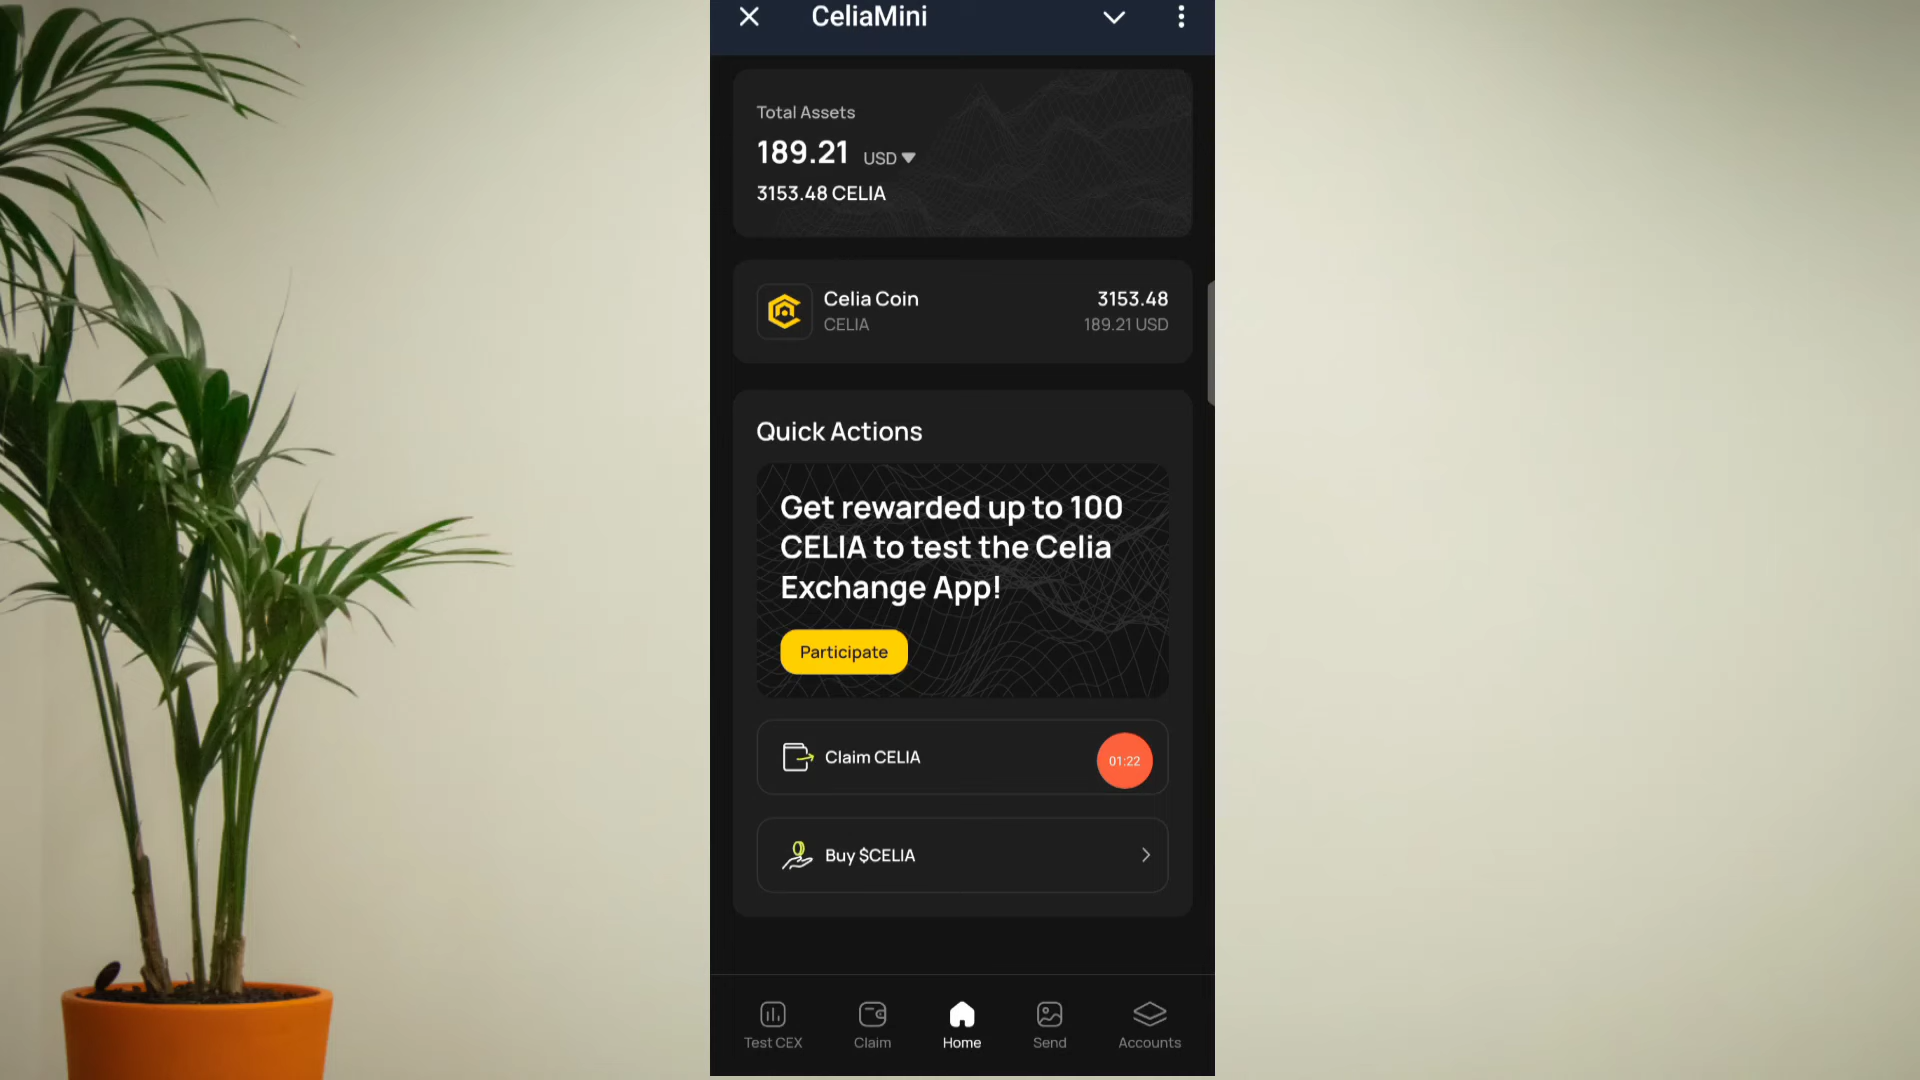 CeliaMini
Total Assets
189.21 USD
3153.48 CELIA
Celia Coin
3153.48
CELIA
189.21 USD
Quick Actions
Get rewarded up to 100
CELIA to test the Celia
Exchange App!
Participate
Claim CELIA
01:22
Buy $CELIA
Test CEX
Claim
Home
Send
Accounts